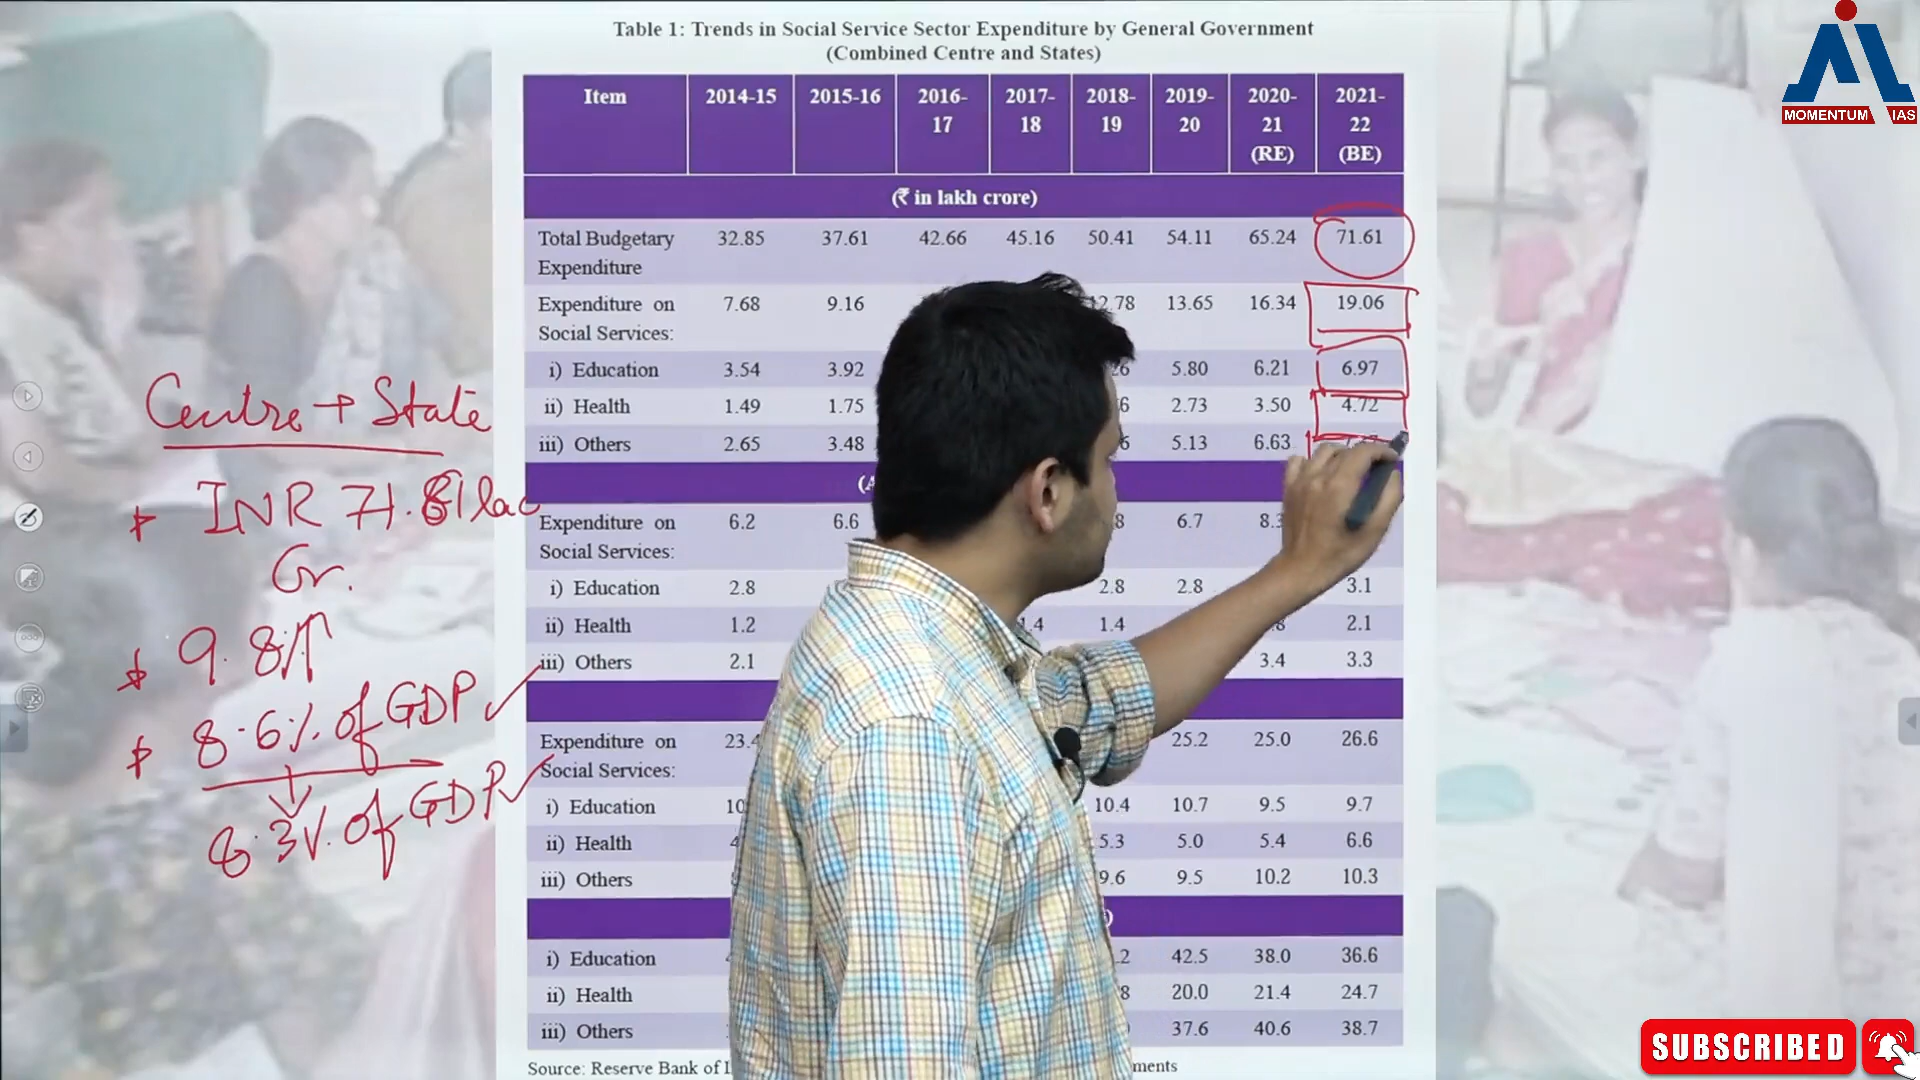 Table 1: Trends in Social Service Sector Expenditure by General Government
(Combined Centre and States)
MOMENTUM IAS
Item 2014-15 2015-16 2016-17 2017-18 2018-19 2019-20 2020-21 (RE) 2021-22 (BE)
(₹ in lakh crore)
Total Budgetary Expenditure 32.85 37.61 42.66 45.16 50.41 54.11 65.24 71.61
Expenditure on Social Services: 7.68 9.16 13.65 16.34 19.06
i) Education 3.54 3.92 5.80 6.21 6.97
ii) Health 1.49 1.75 2.73 3.50 4.72
iii) Others 2.65 3.48 5.13 6.63
Expenditure on Social Services: 6.2 6.6 6.7
i) Education 2.8 2.8 2.8 3.1
ii) Health 1.2 1.4 1.4 2.1
iii) Others 2.1 3.4 3.3
Expenditure on Social Services: 25.2 25.0 26.6
i) Education 10.4 10.7 9.5 9.7
ii) Health 5.3 5.0 5.4 6.6
iii) Others 9.6 9.5 10.2 10.3
i) Education 42.5 38.0 36.6
ii) Health 20.0 21.4 24.7
iii) Others 37.6 40.6 38.7
Source: Reserve Bank of
Centre + State
INR 71.61 lac
Cr.
9.8%↑
8.6% of GDP
8.3% of GDP
SUBSCRIBED